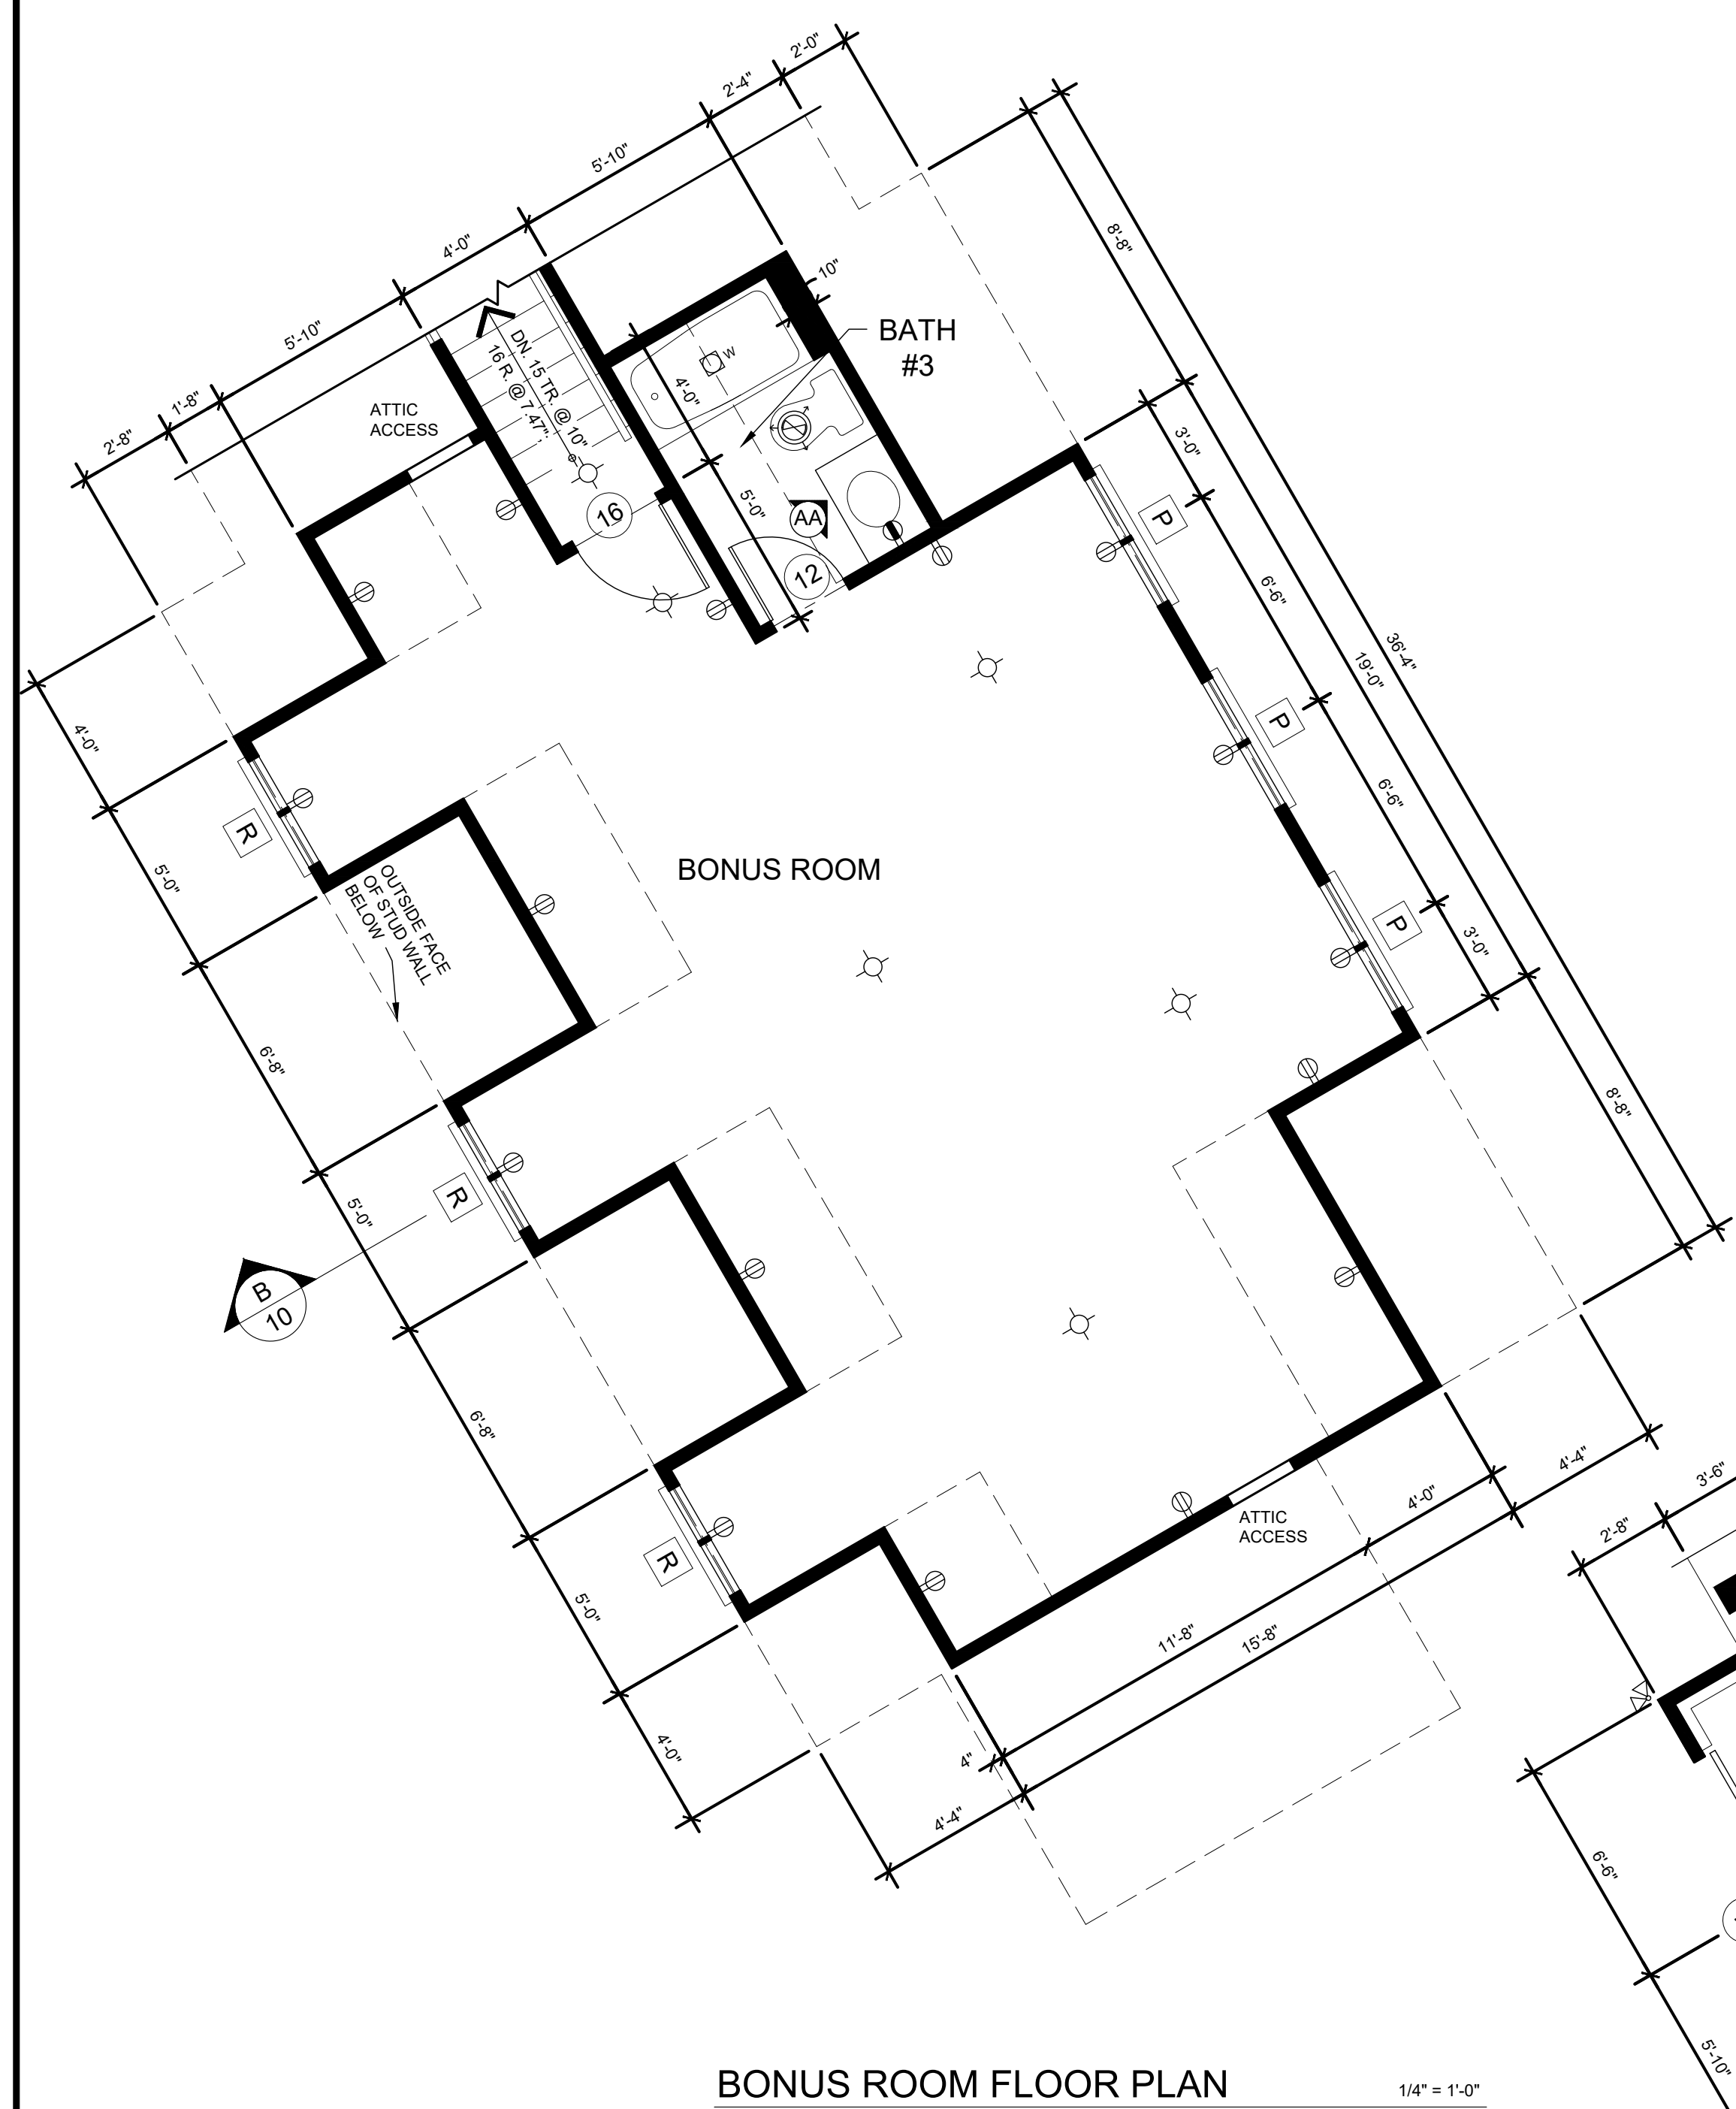 2'-0"
2'-4"
5'-10"
4'-0"
5'-10"
1'-8"
2'-8"
10"
BATH
#3
W
DN. 15 TR. @ 10"
16 R. @ 7.47"
ATTIC
ACCESS
4'-0"
5'-0"
16
AA
12
8'-8"
3'-0"
P
6'-6"
P
6'-6"
P
3'-0"
19'-0"
36'-4"
8'-8"
4'-0"
R
5'-0"
BONUS ROOM
OUTSIDE FACE
OF STUD WALL
BELOW
6'-8"
R
5'-0"
B
10
6'-8"
R
5'-0"
4'-0"
ATTIC
ACCESS
4'-0"
4'-4"
11'-8"
15'-8"
4"
4'-4"
3'-6"
2'-8"
6'-6"
5'-10"
BONUS ROOM FLOOR PLAN
1/4" = 1'-0"